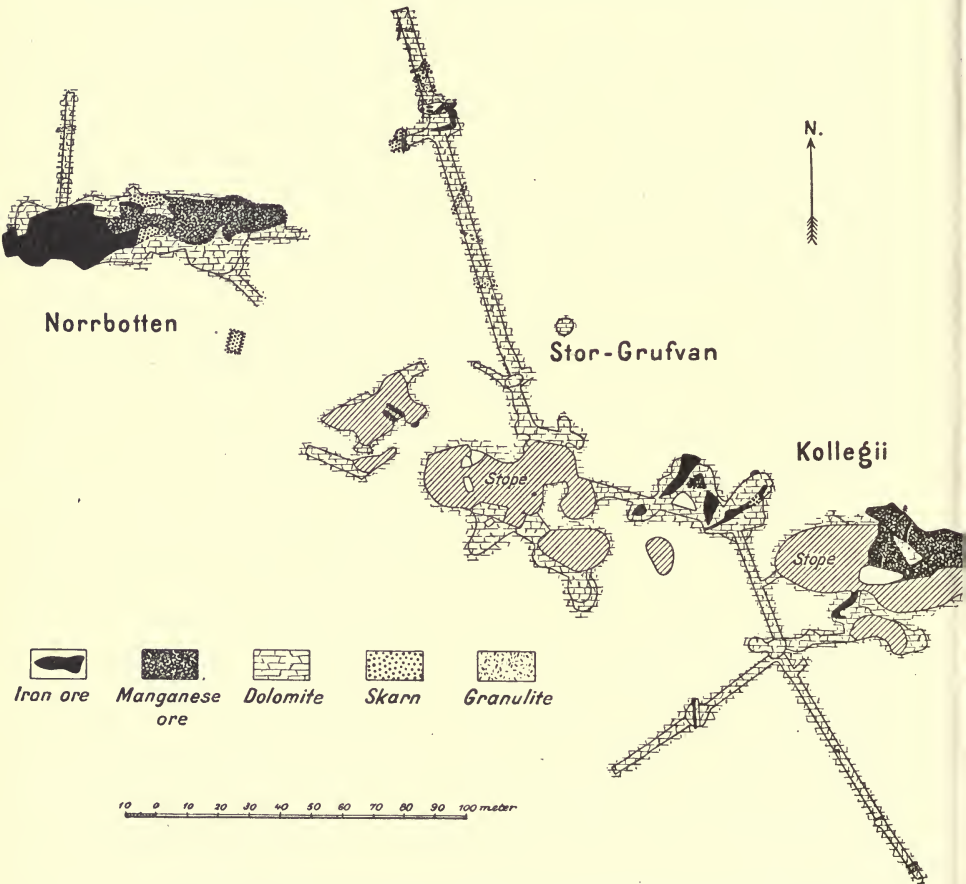 N.
Norrbotten
Stor-Grufvan
Kollegii
Stope
Stope
Iron ore
Manganese
ore
Dolomite
Skarn
Granulite
10 0 10 20 30 40 50 60 70 80 90 100 meter